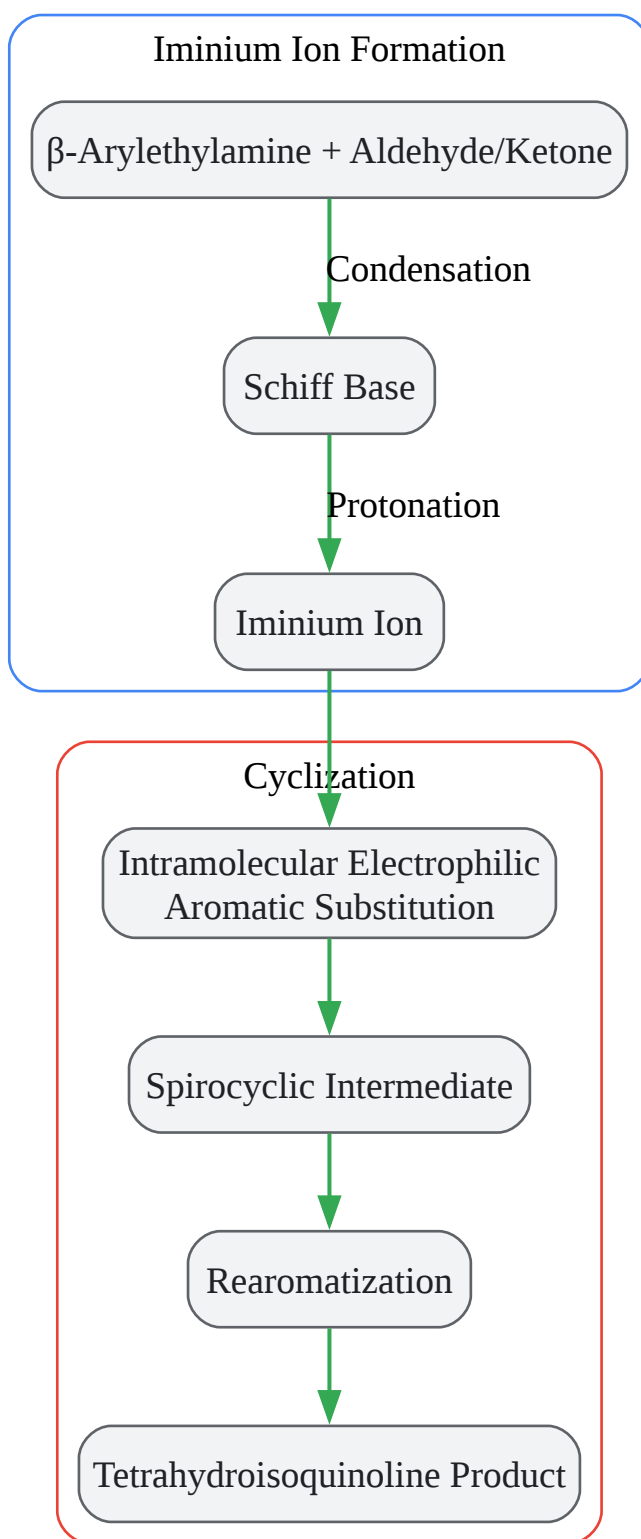 Iminium Ion Formation
β-Arylethylamine + Aldehyde/Ketone
Condensation
Schiff Base
Protonation
Iminium Ion
Cyclization
Intramolecular Electrophilic
Aromatic Substitution
Spirocyclic Intermediate
Rearomatization
Tetrahydroisoquinoline Product